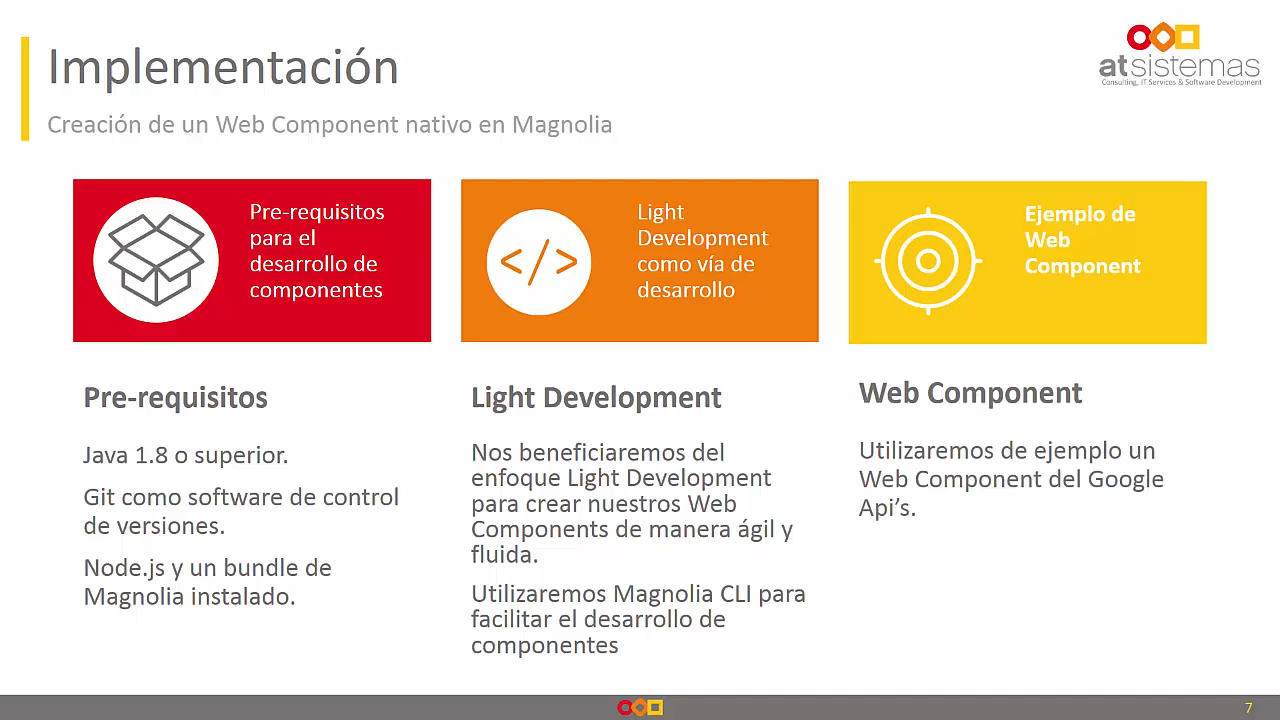 Implementación
Creación de un Web Component nativo en Magnolia
atsistemas
Consulting, IT Services & Software Development
Pre-requisitos
para el
desarrollo de
componentes
Light
Development
como vía de
desarrollo
Ejemplo de
Web
Component
Pre-requisitos
Java 1.8 o superior.
Git como software de control
de versiones.
Node.js y un bundle de
Magnolia instalado.
Light Development
Nos beneficiaremos del
enfoque Light Development
para crear nuestros Web
Components de manera ágil y
fluida.
Utilizaremos Magnolia CLI para
facilitar el desarrollo de
componentes
Web Component
Utilizaremos de ejemplo un
Web Component del Google
Api’s.
7